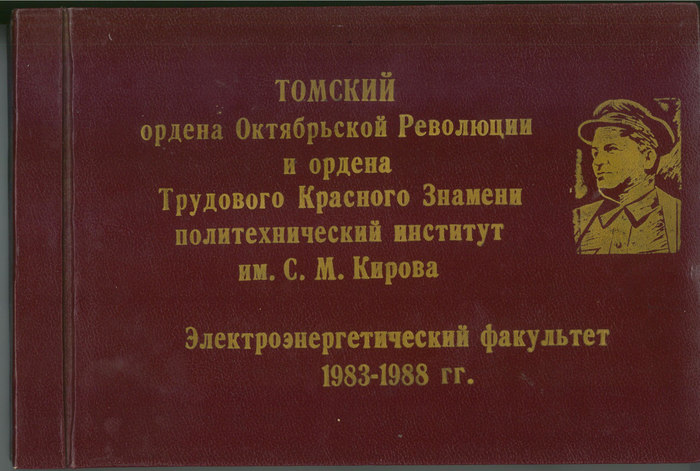 ТОМСКИЙ
ордена Октябрьской Революции
и ордена
Трудового Красного Знамени
политехнический институт
им. С. М. Кирова
Электроэнергетический факультет
1983-1988 гг.